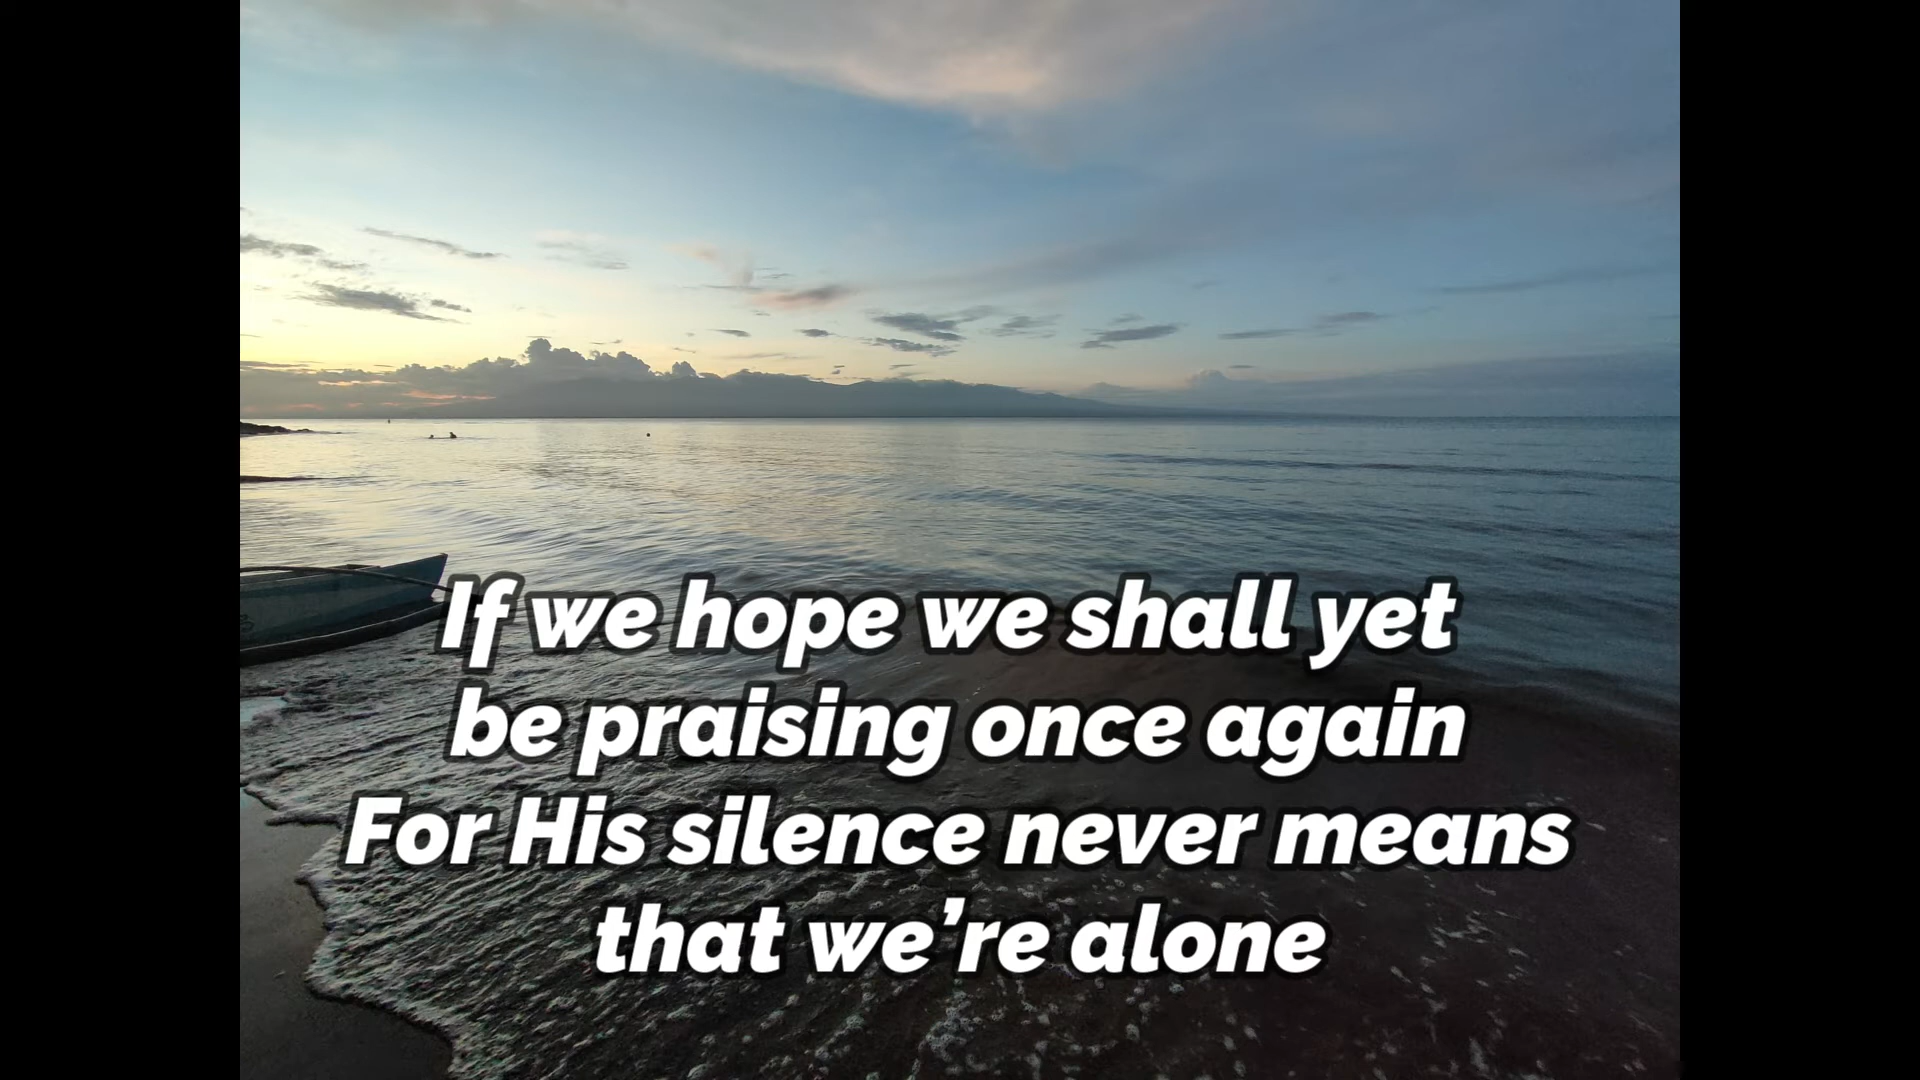 If we hope we shall yet
be praising once again
For His silence never means
that we’re alone